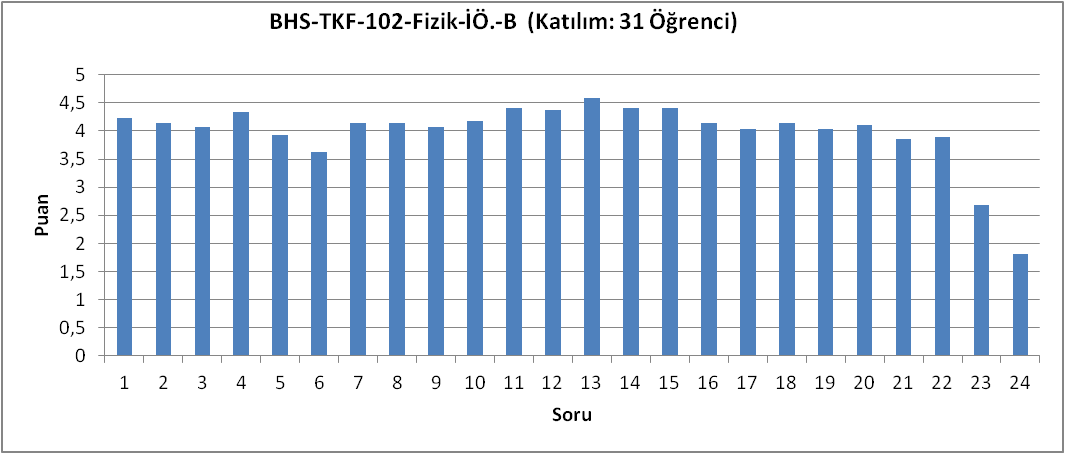 BHS-TKF-102-Fizik-İÖ.-B (Katılım: 31 Öğrenci)
5
4,5
4
3,5
3
2,5
2
1,5
1
0,5
0
Puan
1 2 3 4 5 6 7 8 9 10 11 12 13 14 15 16 17 18 19 20 21 22 23 24
Soru